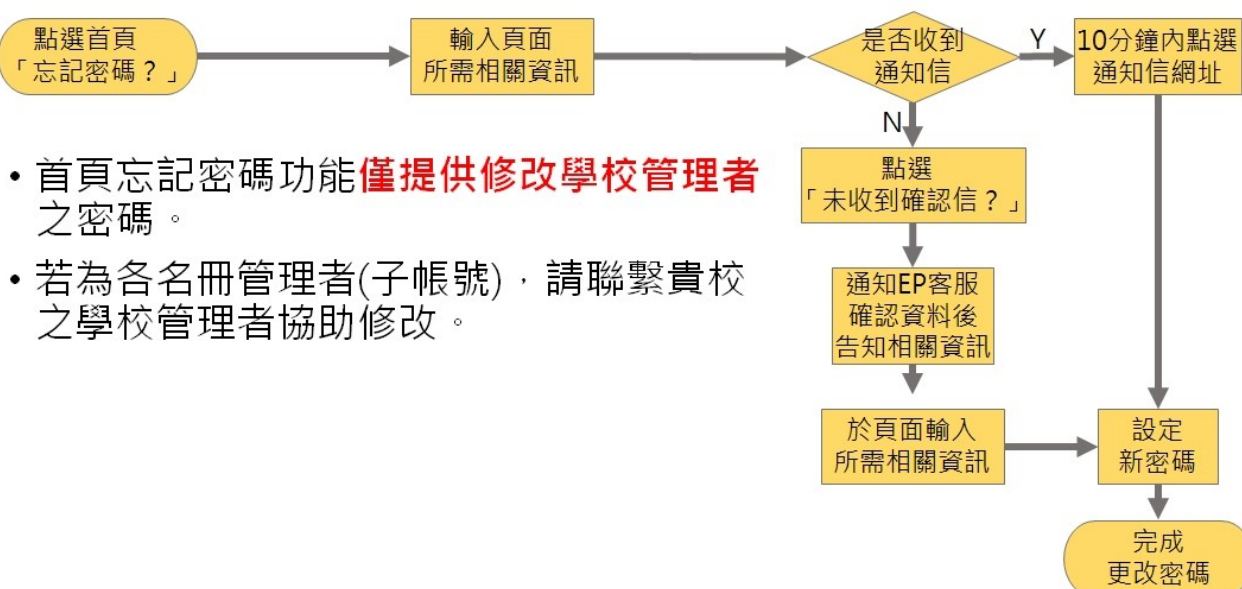 點選首頁
「忘記密碼？」
輸入頁面
所需相關資訊
是否收到
通知信
Y
10分鐘內點選
通知信網址
N
點選
「未收到確認信？」
通知EP客服
確認資料後
告知相關資訊
於頁面輸入
所需相關資訊
設定
新密碼
完成
更改密碼
• 首頁忘記密碼功能僅提供修改學校管理者
之密碼。
• 若為各名冊管理者(子帳號)，請聯繫貴校
之學校管理者協助修改。